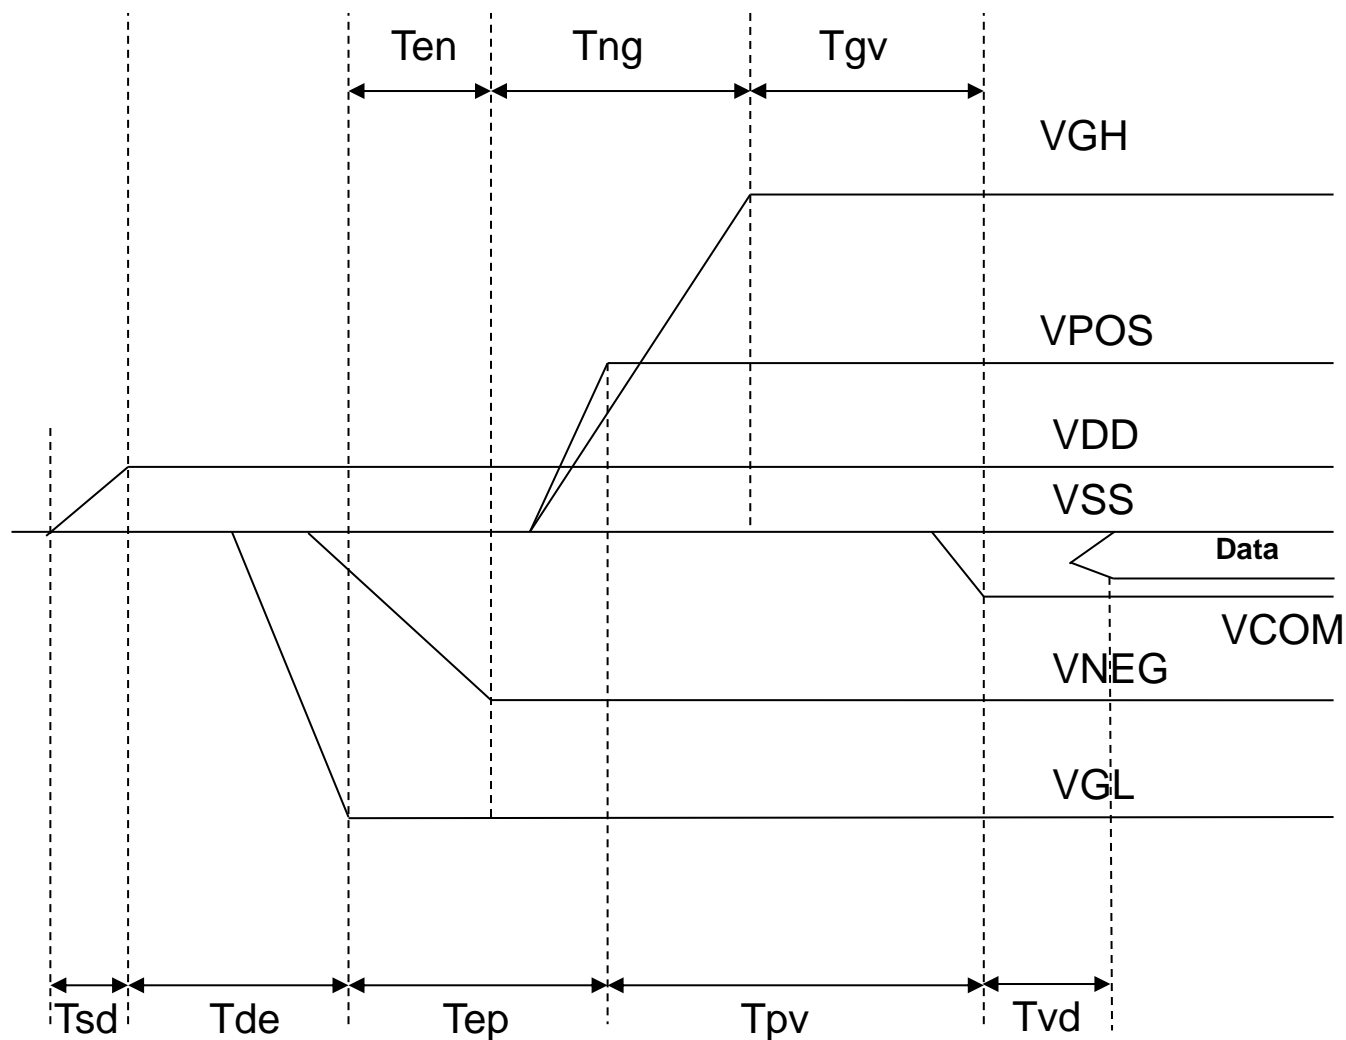 Ten Tng Tgv
VGH
VPOS
VDD
VSS
Data
VCOM
VNEG
VGL
Tsd Tde Tep Tpv Tvd